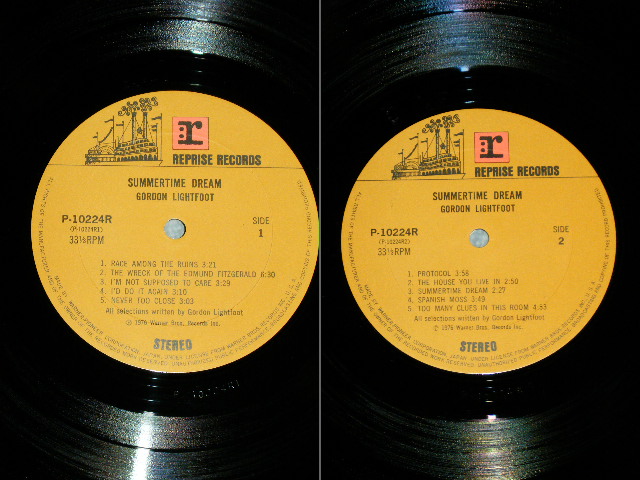 r
REPRISE RECORDS
SUMMERTIME DREAM
GORDON LIGHTFOOT
P-10224R
(P-10224R1)
33⅓RPM
SIDE
1
1. RACE AMONG THE RUINS 3:21
2. THE WRECK OF THE EDMUND FITZGERALD 6:30
3. I'M NOT SUPPOSED TO CARE 3:29
4. I'D DO IT AGAIN 3:10
5. NEVER TOO CLOSE 3:03
All selections written by Gordon Lightfoot
℗ 1976 Warner Bros. Records Inc.
STEREO
r
REPRISE RECORDS
SUMMERTIME DREAM
GORDON LIGHTFOOT
P-10224R
(P-10224R2)
33⅓RPM
SIDE
2
1. PROTOCOL 3:58
2. THE HOUSE YOU LIVE IN 2:50
3. SUMMERTIME DREAM 2:27
4. SPANISH MOSS 3:49
5. TOO MANY CLUES IN THIS ROOM
All selections written by Gordon Lightfoot
℗ 1976 Warner Bros. Records Inc.
STEREO